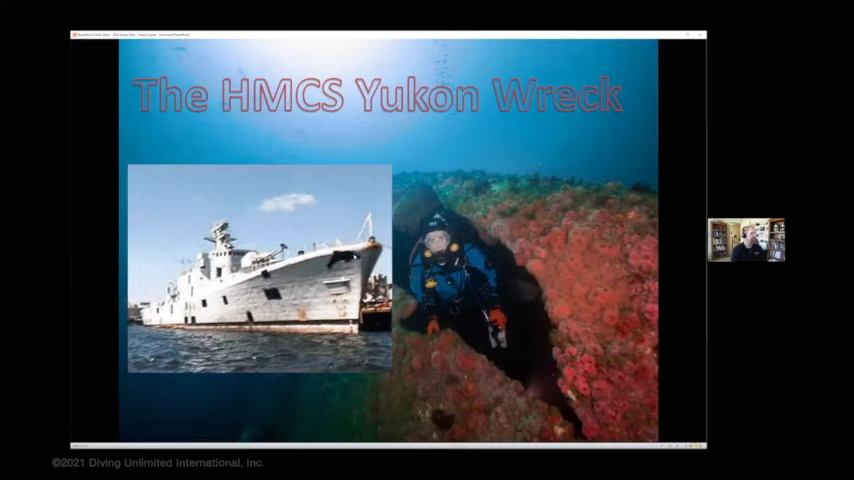 The HMCS Yukon Wreck
©2021 Diving Unlimited International, Inc.